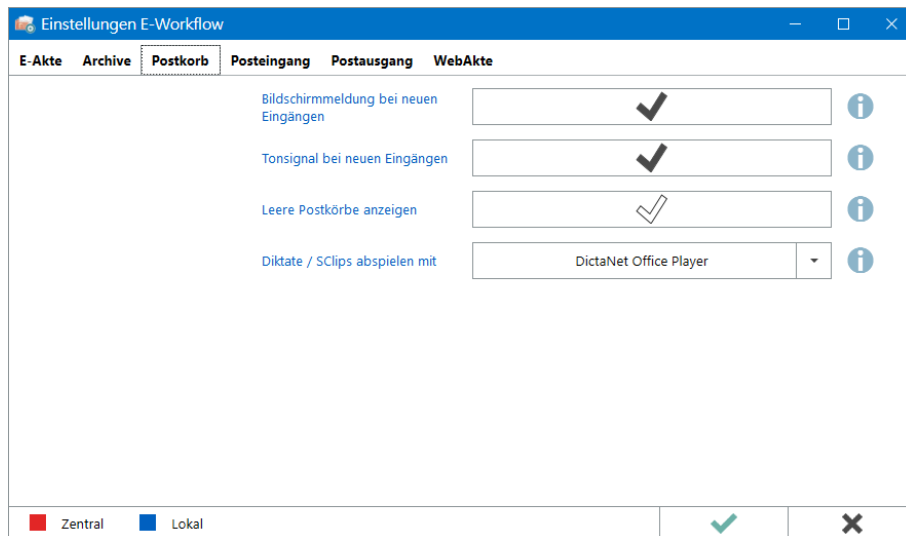 Einstellungen E-Workflow
E-Akte Archive Postkorb Posteingang Postausgang WebAkte
Bildschirmmeldung bei neuen
Eingängen
Tonsignal bei neuen Eingängen
Leere Postkörbe anzeigen
Diktate / SClips abspielen mit DictaNet Office Player
Zentral Lokal